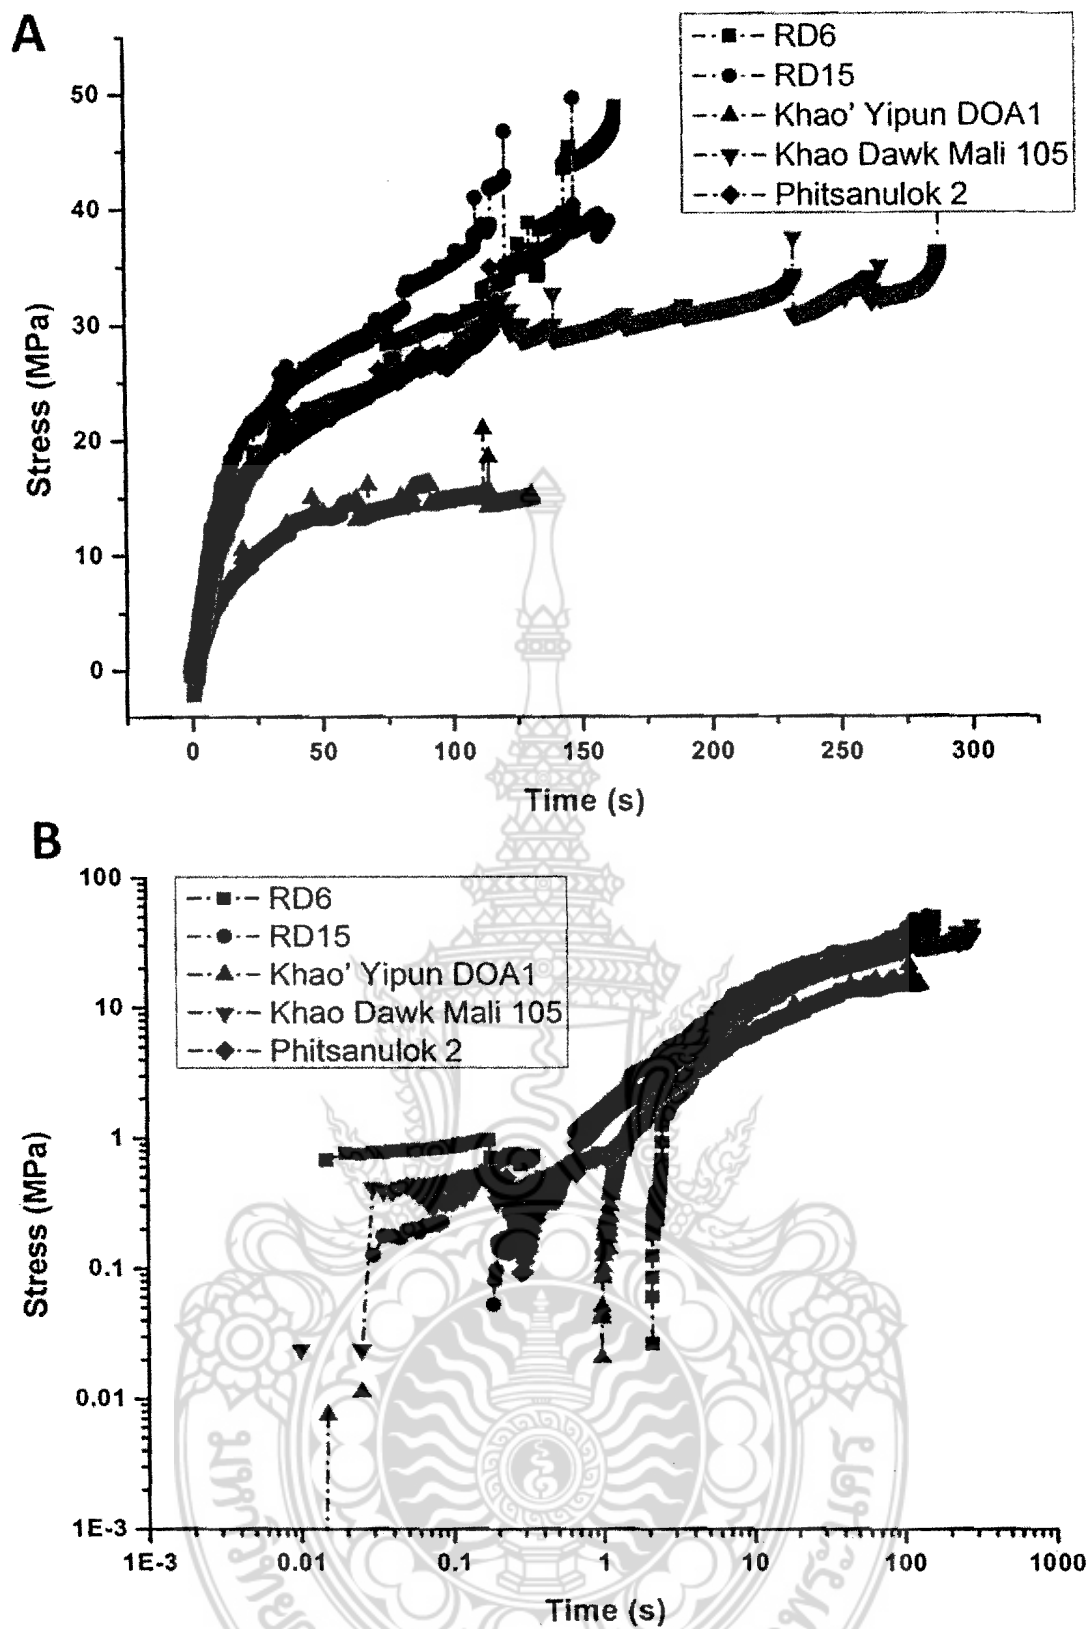 A
RD6
RD15
Khao' Yipun DOA1
Khao Dawk Mali 105
Phitsanulok 2
50
40
30
20
10
0
Stress (MPa)
0 50 100 150 200 250 300
Time (s)
B
100
10
1
0.1
0.01
1E-3
RD6
RD15
Khao' Yipun DOA1
Khao Dawk Mali 105
Phitsanulok 2
Stress (MPa)
1E-3 0.01 0.1 1 10 100 1000
Time (s)